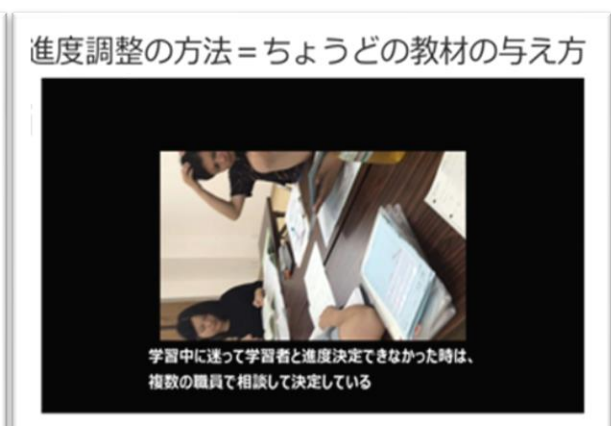 進度調整の方法＝ちょうどの教材の与え方
学習中に迷って学習者と進度決定できなかった時は、
複数の職員で相談して決定している